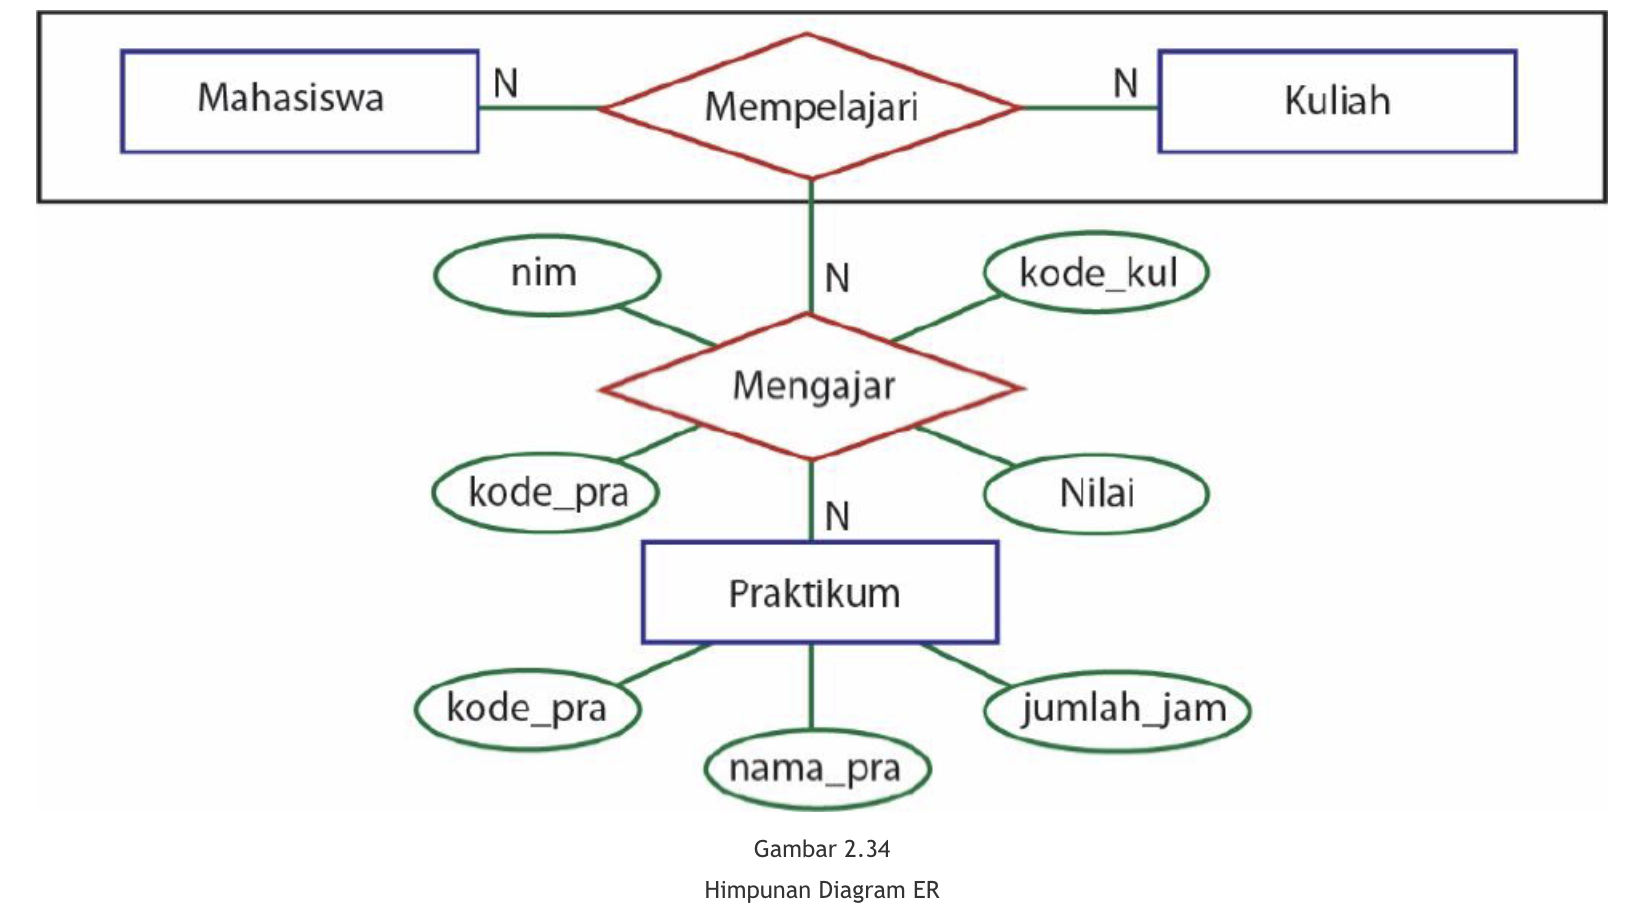 Mahasiswa
N
Mempelajari
N
Kuliah
nim
N
kode_kul
Mengajar
kode_pra
Nilai
N
Praktikum
kode_pra
nama_pra
jumlah_jam
Gambar 2.34
Himpunan Diagram ER